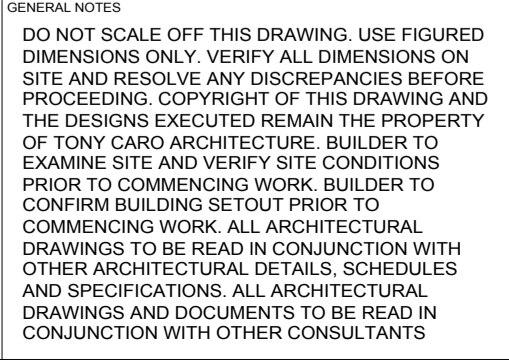 GENERAL NOTES
DO NOT SCALE OFF THIS DRAWING. USE FIGURED
DIMENSIONS ONLY. VERIFY ALL DIMENSIONS ON
SITE AND RESOLVE ANY DISCREPANCIES BEFORE
PROCEEDING. COPYRIGHT OF THIS DRAWING AND
THE DESIGNS EXECUTED REMAIN THE PROPERTY
OF TONY CARO ARCHITECTURE. BUILDER TO
EXAMINE SITE AND VERIFY SITE CONDITIONS
PRIOR TO COMMENCING WORK. BUILDER TO
CONFIRM BUILDING SETOUT PRIOR TO
COMMENCING WORK. ALL ARCHITECTURAL
DRAWINGS TO BE READ IN CONJUNCTION WITH
OTHER ARCHITECTURAL DETAILS, SCHEDULES
AND SPECIFICATIONS. ALL ARCHITECTURAL
DRAWINGS AND DOCUMENTS TO BE READ IN
CONJUNCTION WITH OTHER CONSULTANTS